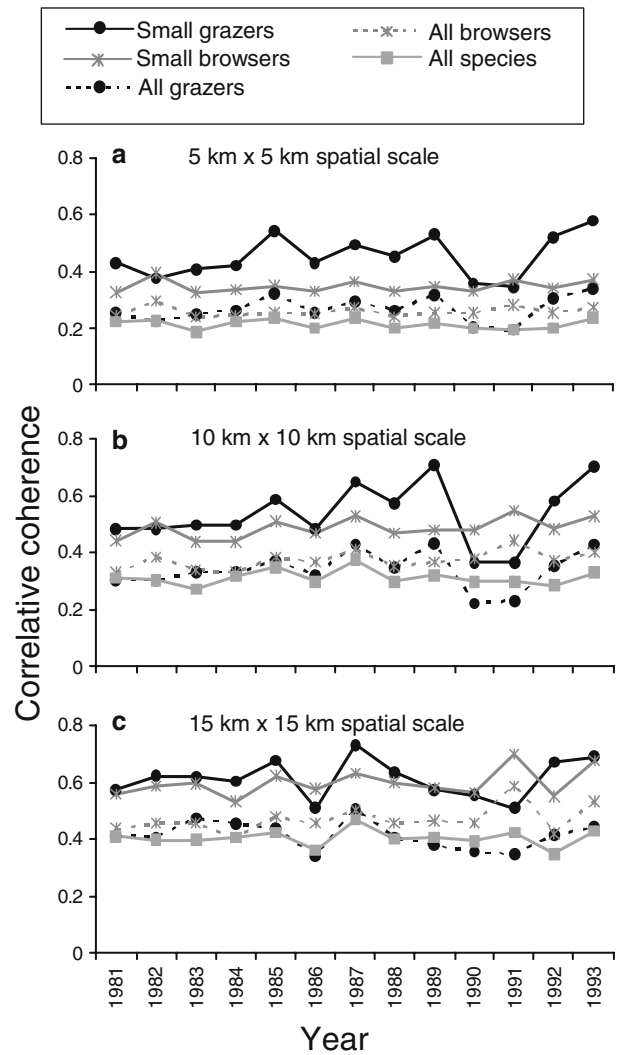 Small grazers
All browsers
Small browsers
All species
All grazers
a 5 km x 5 km spatial scale
0.8
0.6
0.4
0.2
0
b 10 km x 10 km spatial scale
0.8
0.6
0.4
0.2
0
c 15 km x 15 km spatial scale
0.8
0.6
0.4
0.2
0
Correlative coherence
1981
1982
1983
1984
1985
1986
1987
1988
1989
1990
1991
1992
1993
Year